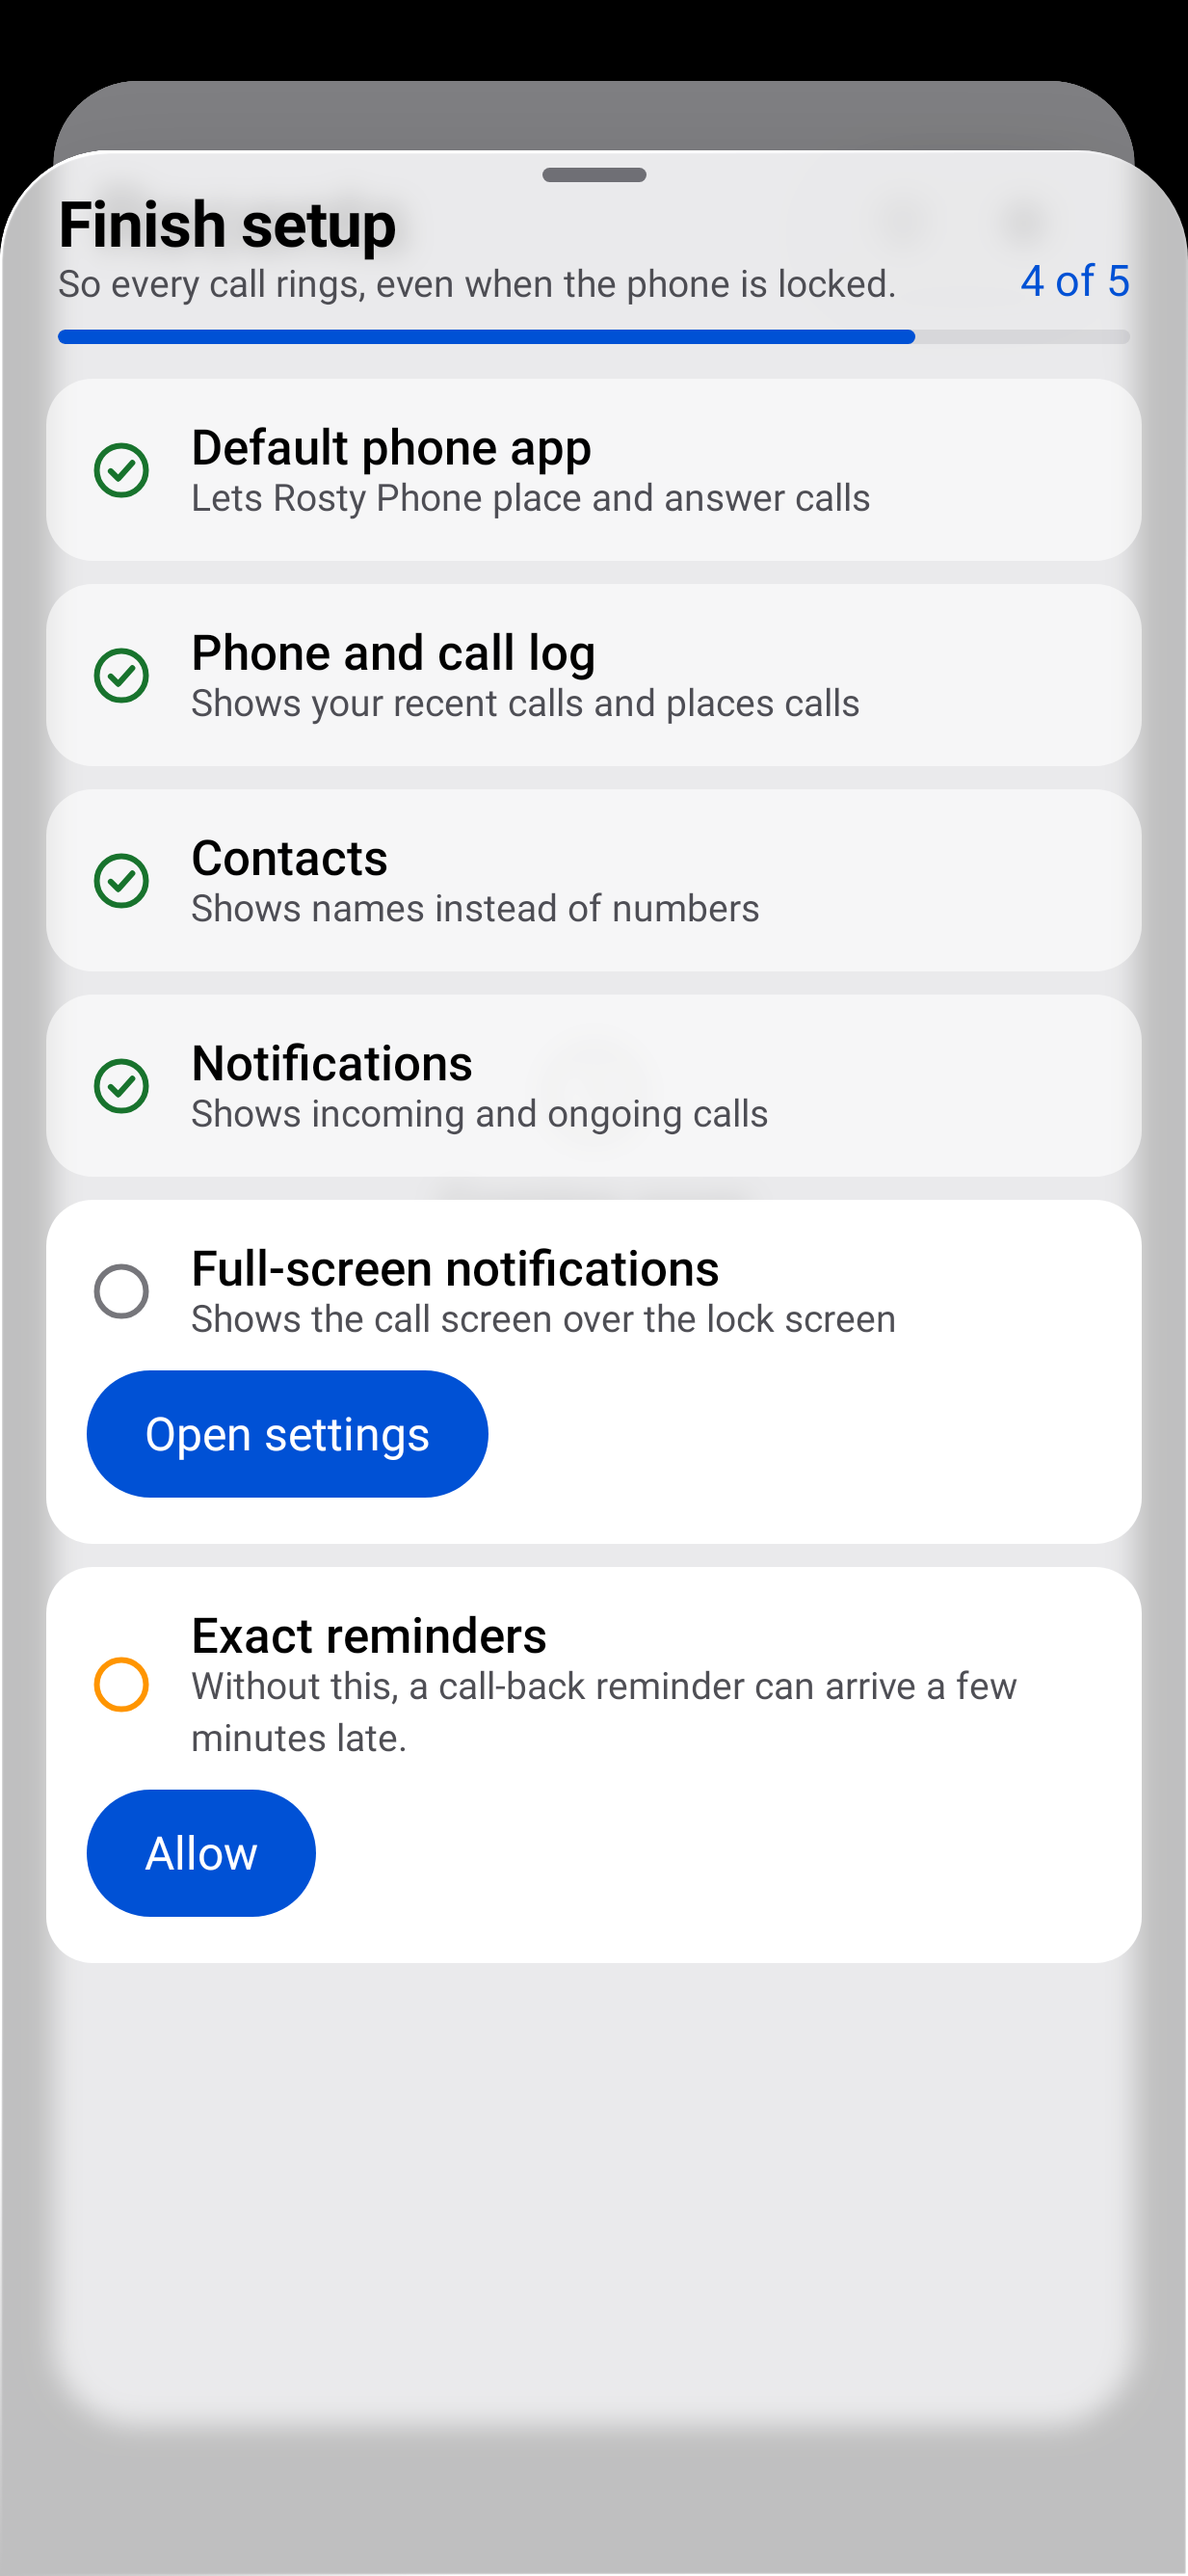 Finish setup
So every call rings, even when the phone is locked.
4 of 5
Default phone app
Lets Rosty Phone place and answer calls
Phone and call log
Shows your recent calls and places calls
Contacts
Shows names instead of numbers
Notifications
Shows incoming and ongoing calls
Full-screen notifications
Shows the call screen over the lock screen
Open settings
Exact reminders
Without this, a call-back reminder can arrive a few
minutes late.
Allow